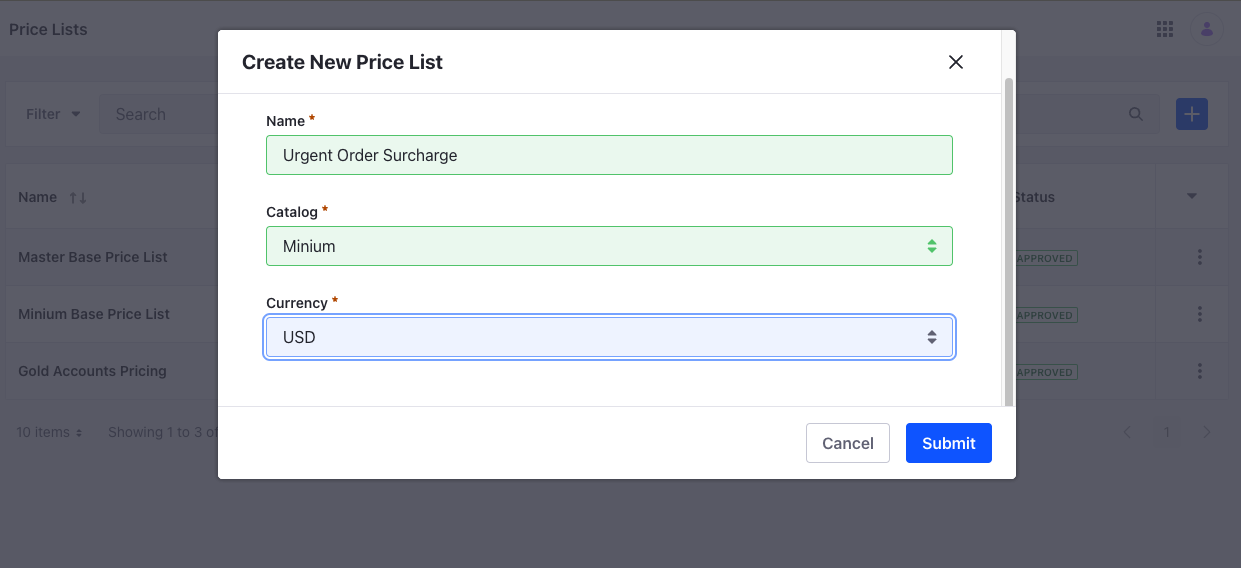 Price Lists
Create New Price List
Filter
Search
Name *
Urgent Order Surcharge
Catalog *
Minium
Currency *
USD
Name
Status
Master Base Price List
APPROVED
Minium Base Price List
APPROVED
Gold Accounts Pricing
APPROVED
10 items
Showing 1 to 3 of
1
Cancel
Submit